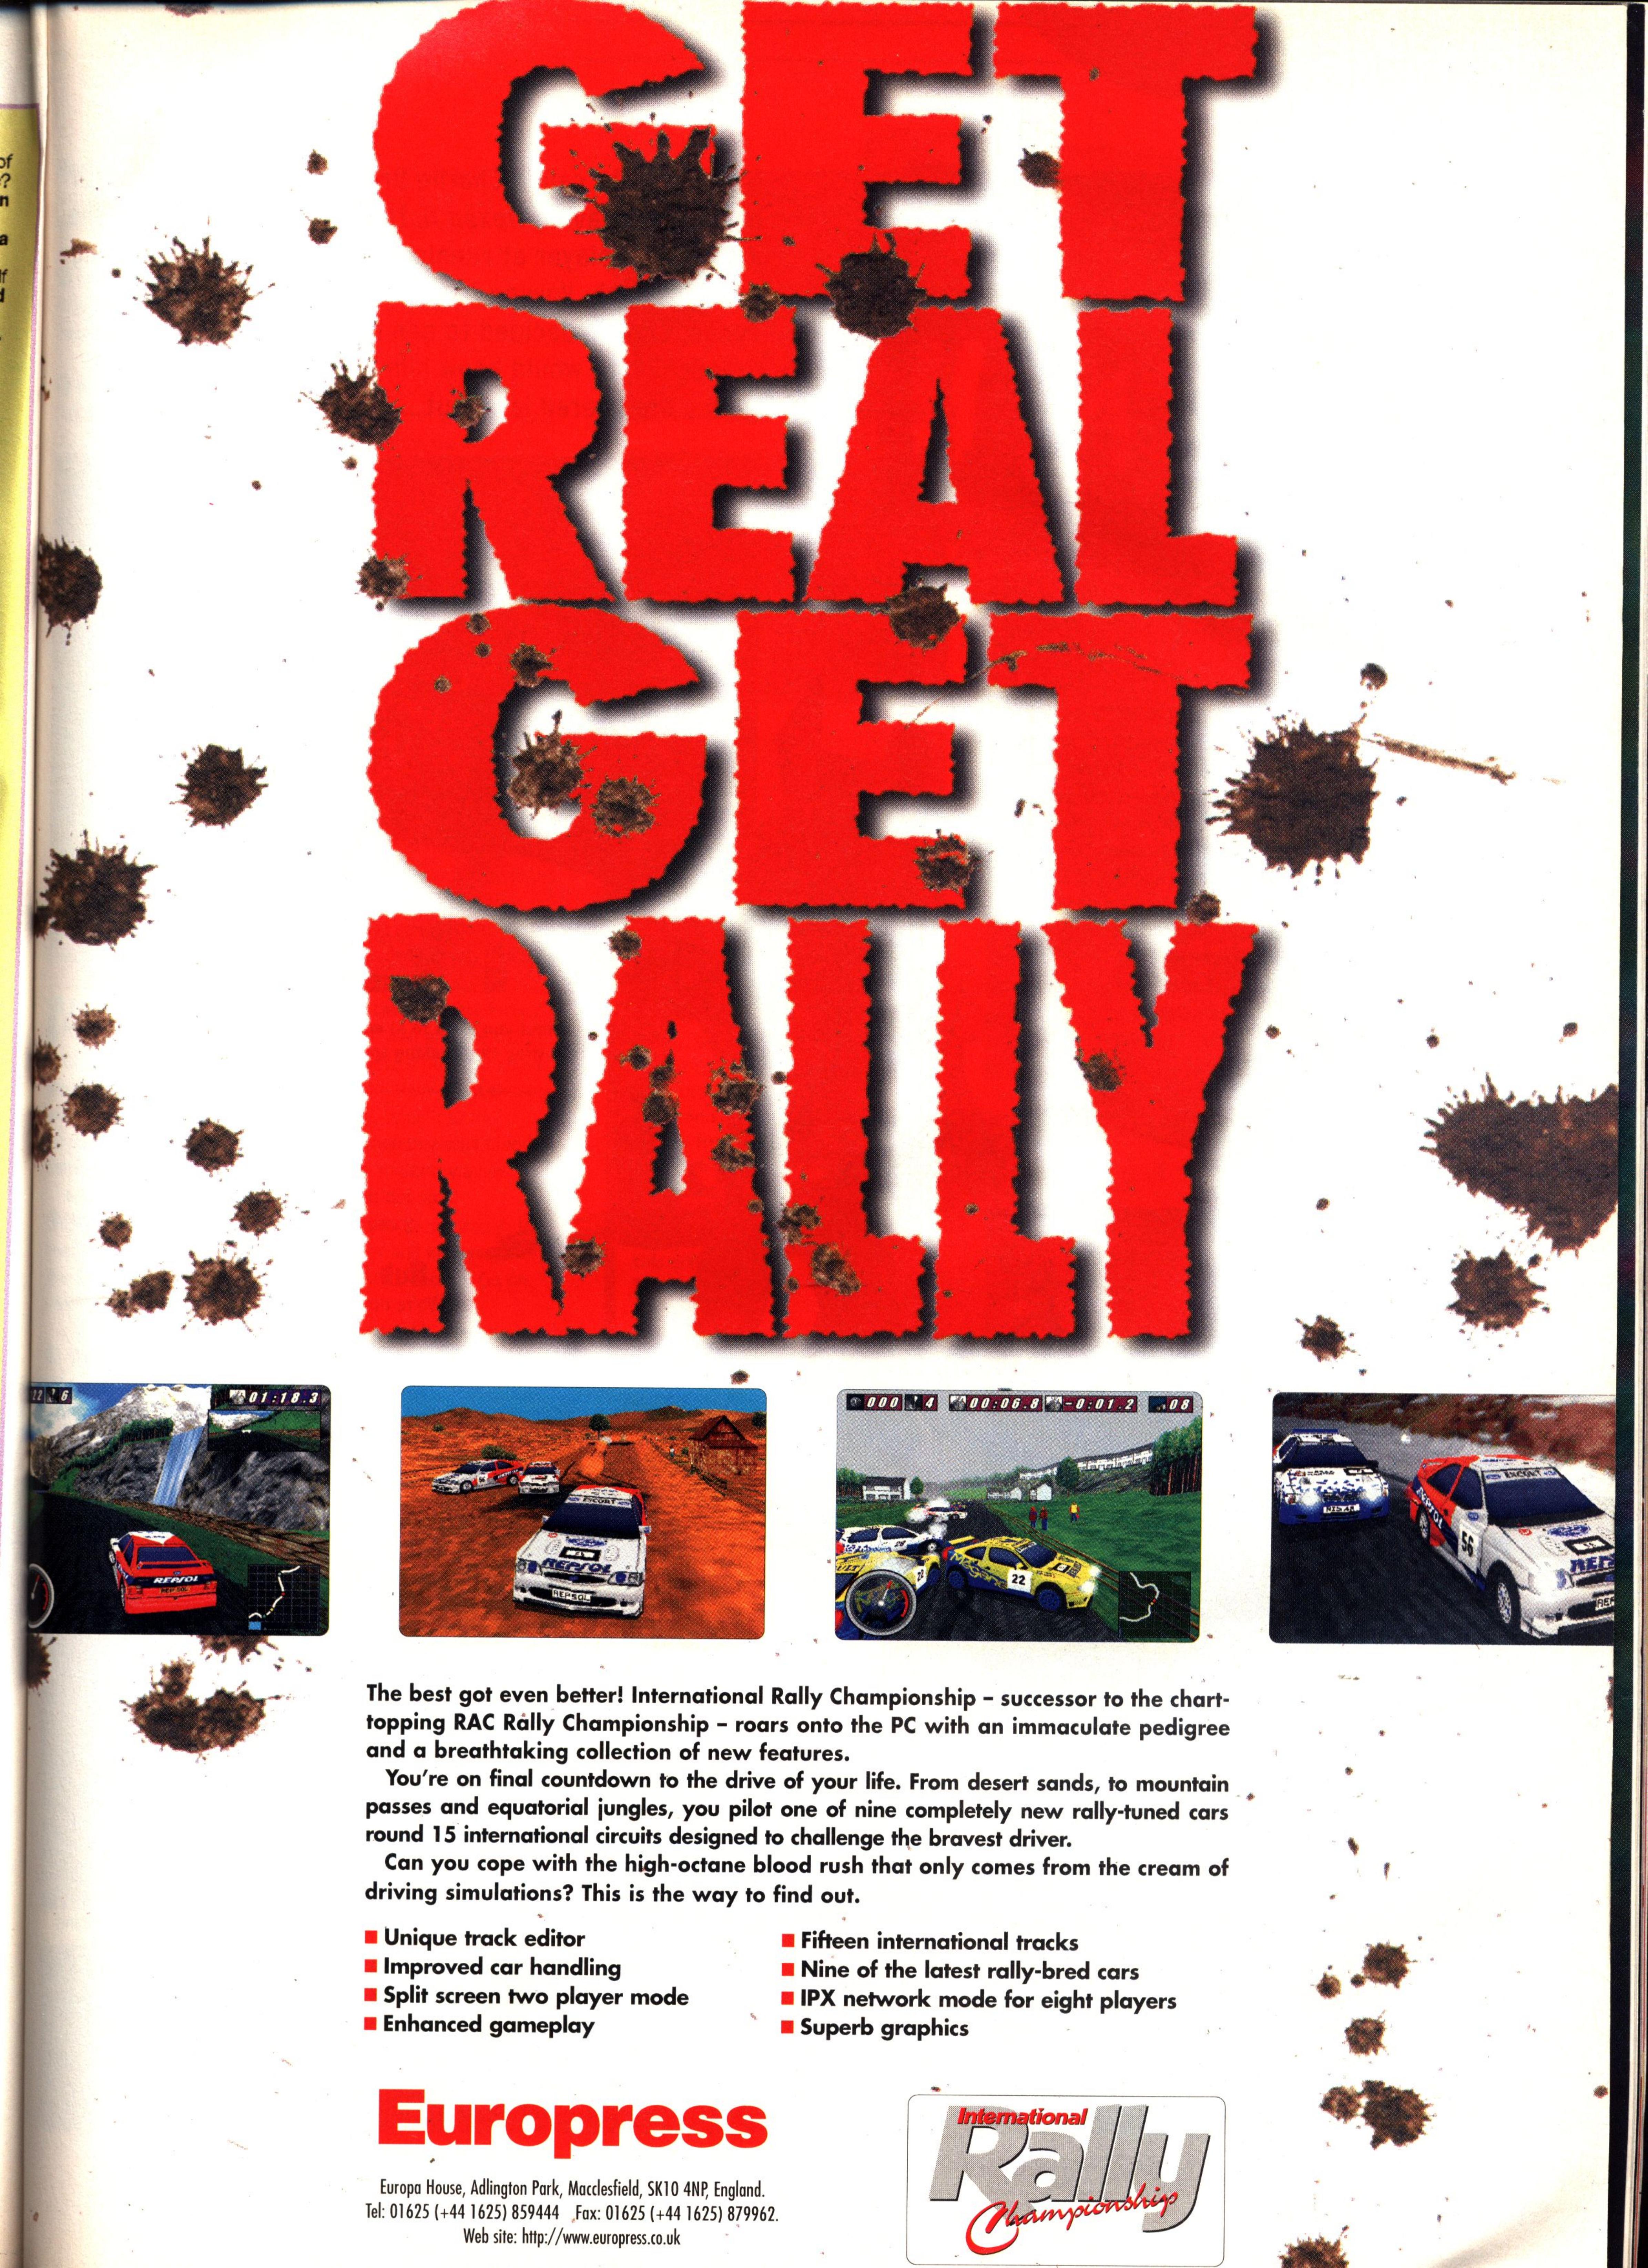 of
?
n
a
If
d
GET
REAL
GET
RALLY
22 6
01:18.3
REPSOL
ESCORT
REPSOL
REPSOL
000 4 00:06.8 -0:01.2 08
22
ESCORT
REPSOL
56
The best got even better! International Rally Championship – successor to the chart-
topping RAC Rally Championship – roars onto the PC with an immaculate pedigree
and a breathtaking collection of new features.
You're on final countdown to the drive of your life. From desert sands, to mountain
passes and equatorial jungles, you pilot one of nine completely new rally-tuned cars
round 15 international circuits designed to challenge the bravest driver.
Can you cope with the high-octane blood rush that only comes from the cream of
driving simulations? This is the way to find out.
Unique track editor
Improved car handling
Split screen two player mode
Enhanced gameplay
Fifteen international tracks
Nine of the latest rally-bred cars
IPX network mode for eight players
Superb graphics
Europress
Europa House, Adlington Park, Macclesfield, SK10 4NP, England.
Tel: 01625 (+44 1625) 859444 Fax: 01625 (+44 1625) 879962.
Web site: http://www.europress.co.uk
International
Rally
Championship